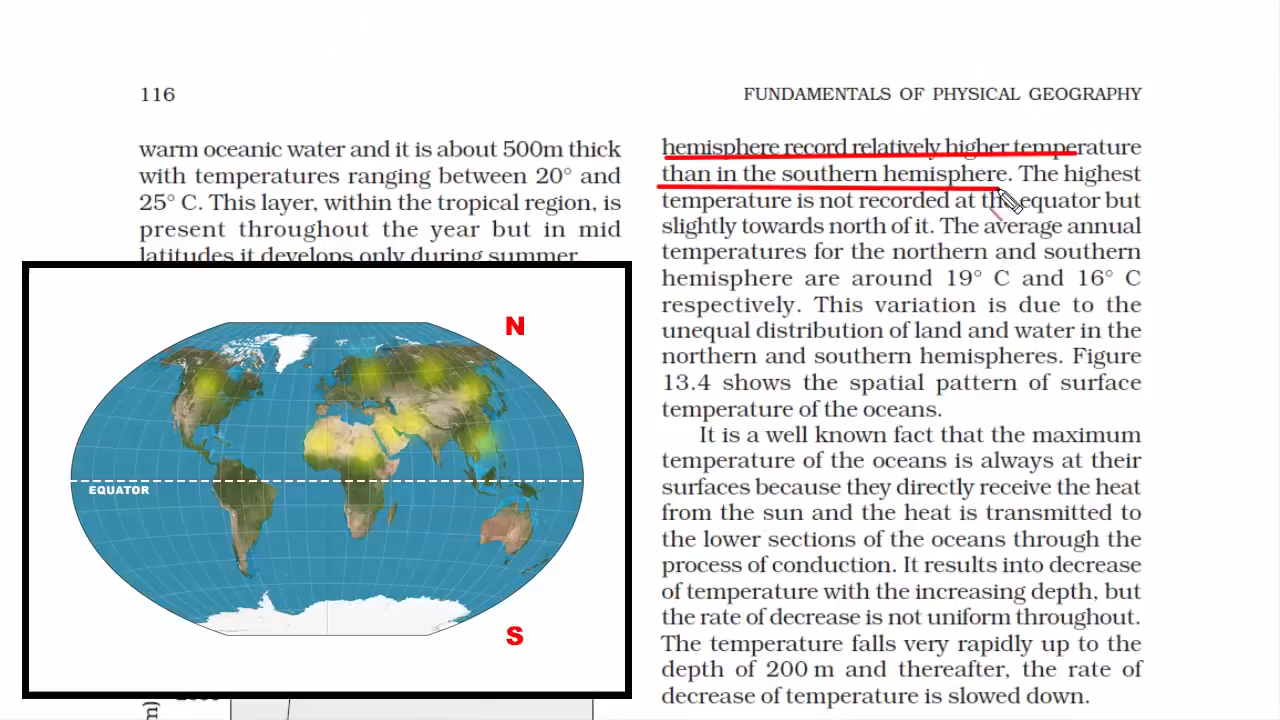 116
FUNDAMENTALS OF PHYSICAL GEOGRAPHY
warm oceanic water and it is about 500m thick
with temperatures ranging between 20° and
25° C. This layer, within the tropical region, is
present throughout the year but in mid
latitudes it develops only during summer.
N
EQUATOR
S
m)
hemisphere record relatively higher temperature
than in the southern hemisphere. The highest
temperature is not recorded at the equator but
slightly towards north of it. The average annual
temperatures for the northern and southern
hemisphere are around 19° C and 16° C
respectively. This variation is due to the
unequal distribution of land and water in the
northern and southern hemispheres. Figure
13.4 shows the spatial pattern of surface
temperature of the oceans.
It is a well known fact that the maximum
temperature of the oceans is always at their
surfaces because they directly receive the heat
from the sun and the heat is transmitted to
the lower sections of the oceans through the
process of conduction. It results into decrease
of temperature with the increasing depth, but
the rate of decrease is not uniform throughout.
The temperature falls very rapidly up to the
depth of 200 m and thereafter, the rate of
decrease of temperature is slowed down.